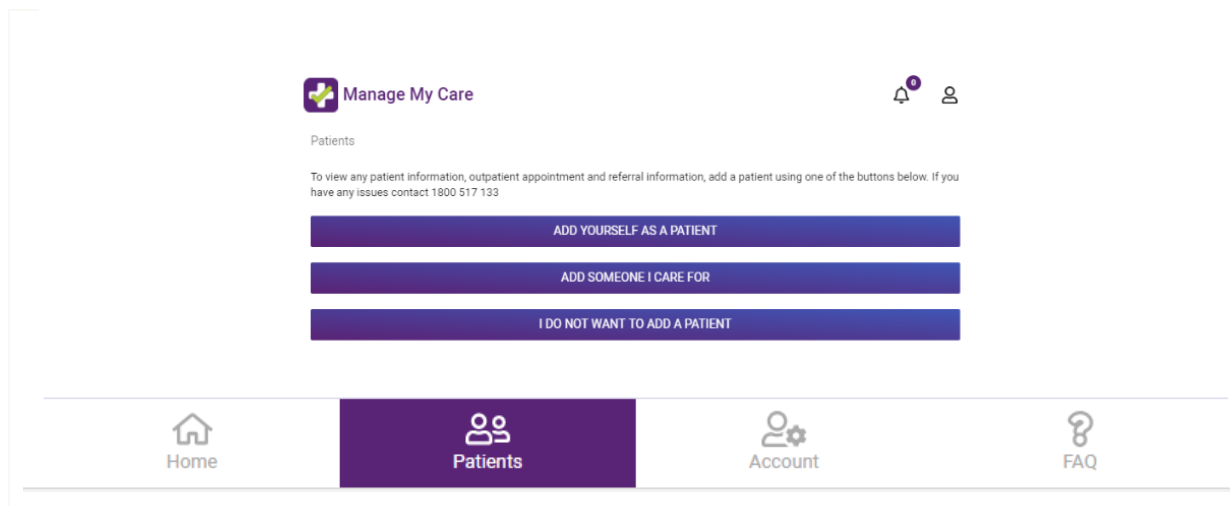 Manage My Care
0
Patients
To view any patient information, outpatient appointment and referral information, add a patient using one of the buttons below. If you
have any issues contact 1800 517 133
ADD YOURSELF AS A PATIENT
ADD SOMEONE I CARE FOR
I DO NOT WANT TO ADD A PATIENT
Home
Patients
Account
FAQ